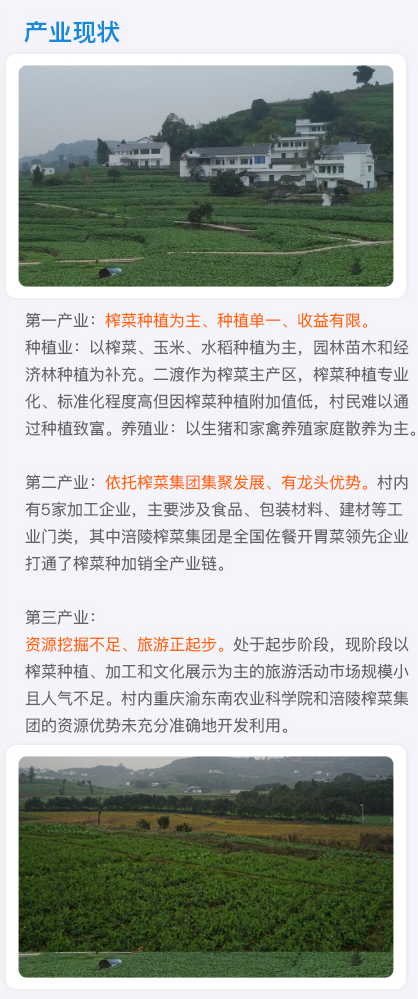 产业现状
第一产业：榨菜种植为主、种植单一、收益有限。
种植业：以榨菜、玉米、水稻种植为主，园林苗木和经
济林种植为补充。二渡作为榨菜主产区，榨菜种植专业
化、标准化程度高但因榨菜种植附加值低，村民难以通
过种植致富。养殖业：以生猪和家禽养殖家庭散养为主。
第二产业：依托榨菜集团集聚发展、有龙头优势。村内
有5家加工企业，主要涉及食品、包装材料、建材等工
业门类，其中涪陵榨菜集团是全国佐餐开胃菜领先企业
打通了榨菜种加销全产业链。
第三产业：
资源挖掘不足、旅游正起步。处于起步阶段，现阶段以
榨菜种植、加工和文化展示为主的旅游活动市场规模小
且人气不足。村内重庆渝东南农业科学院和涪陵榨菜集
团的资源优势未充分准确地开发利用。